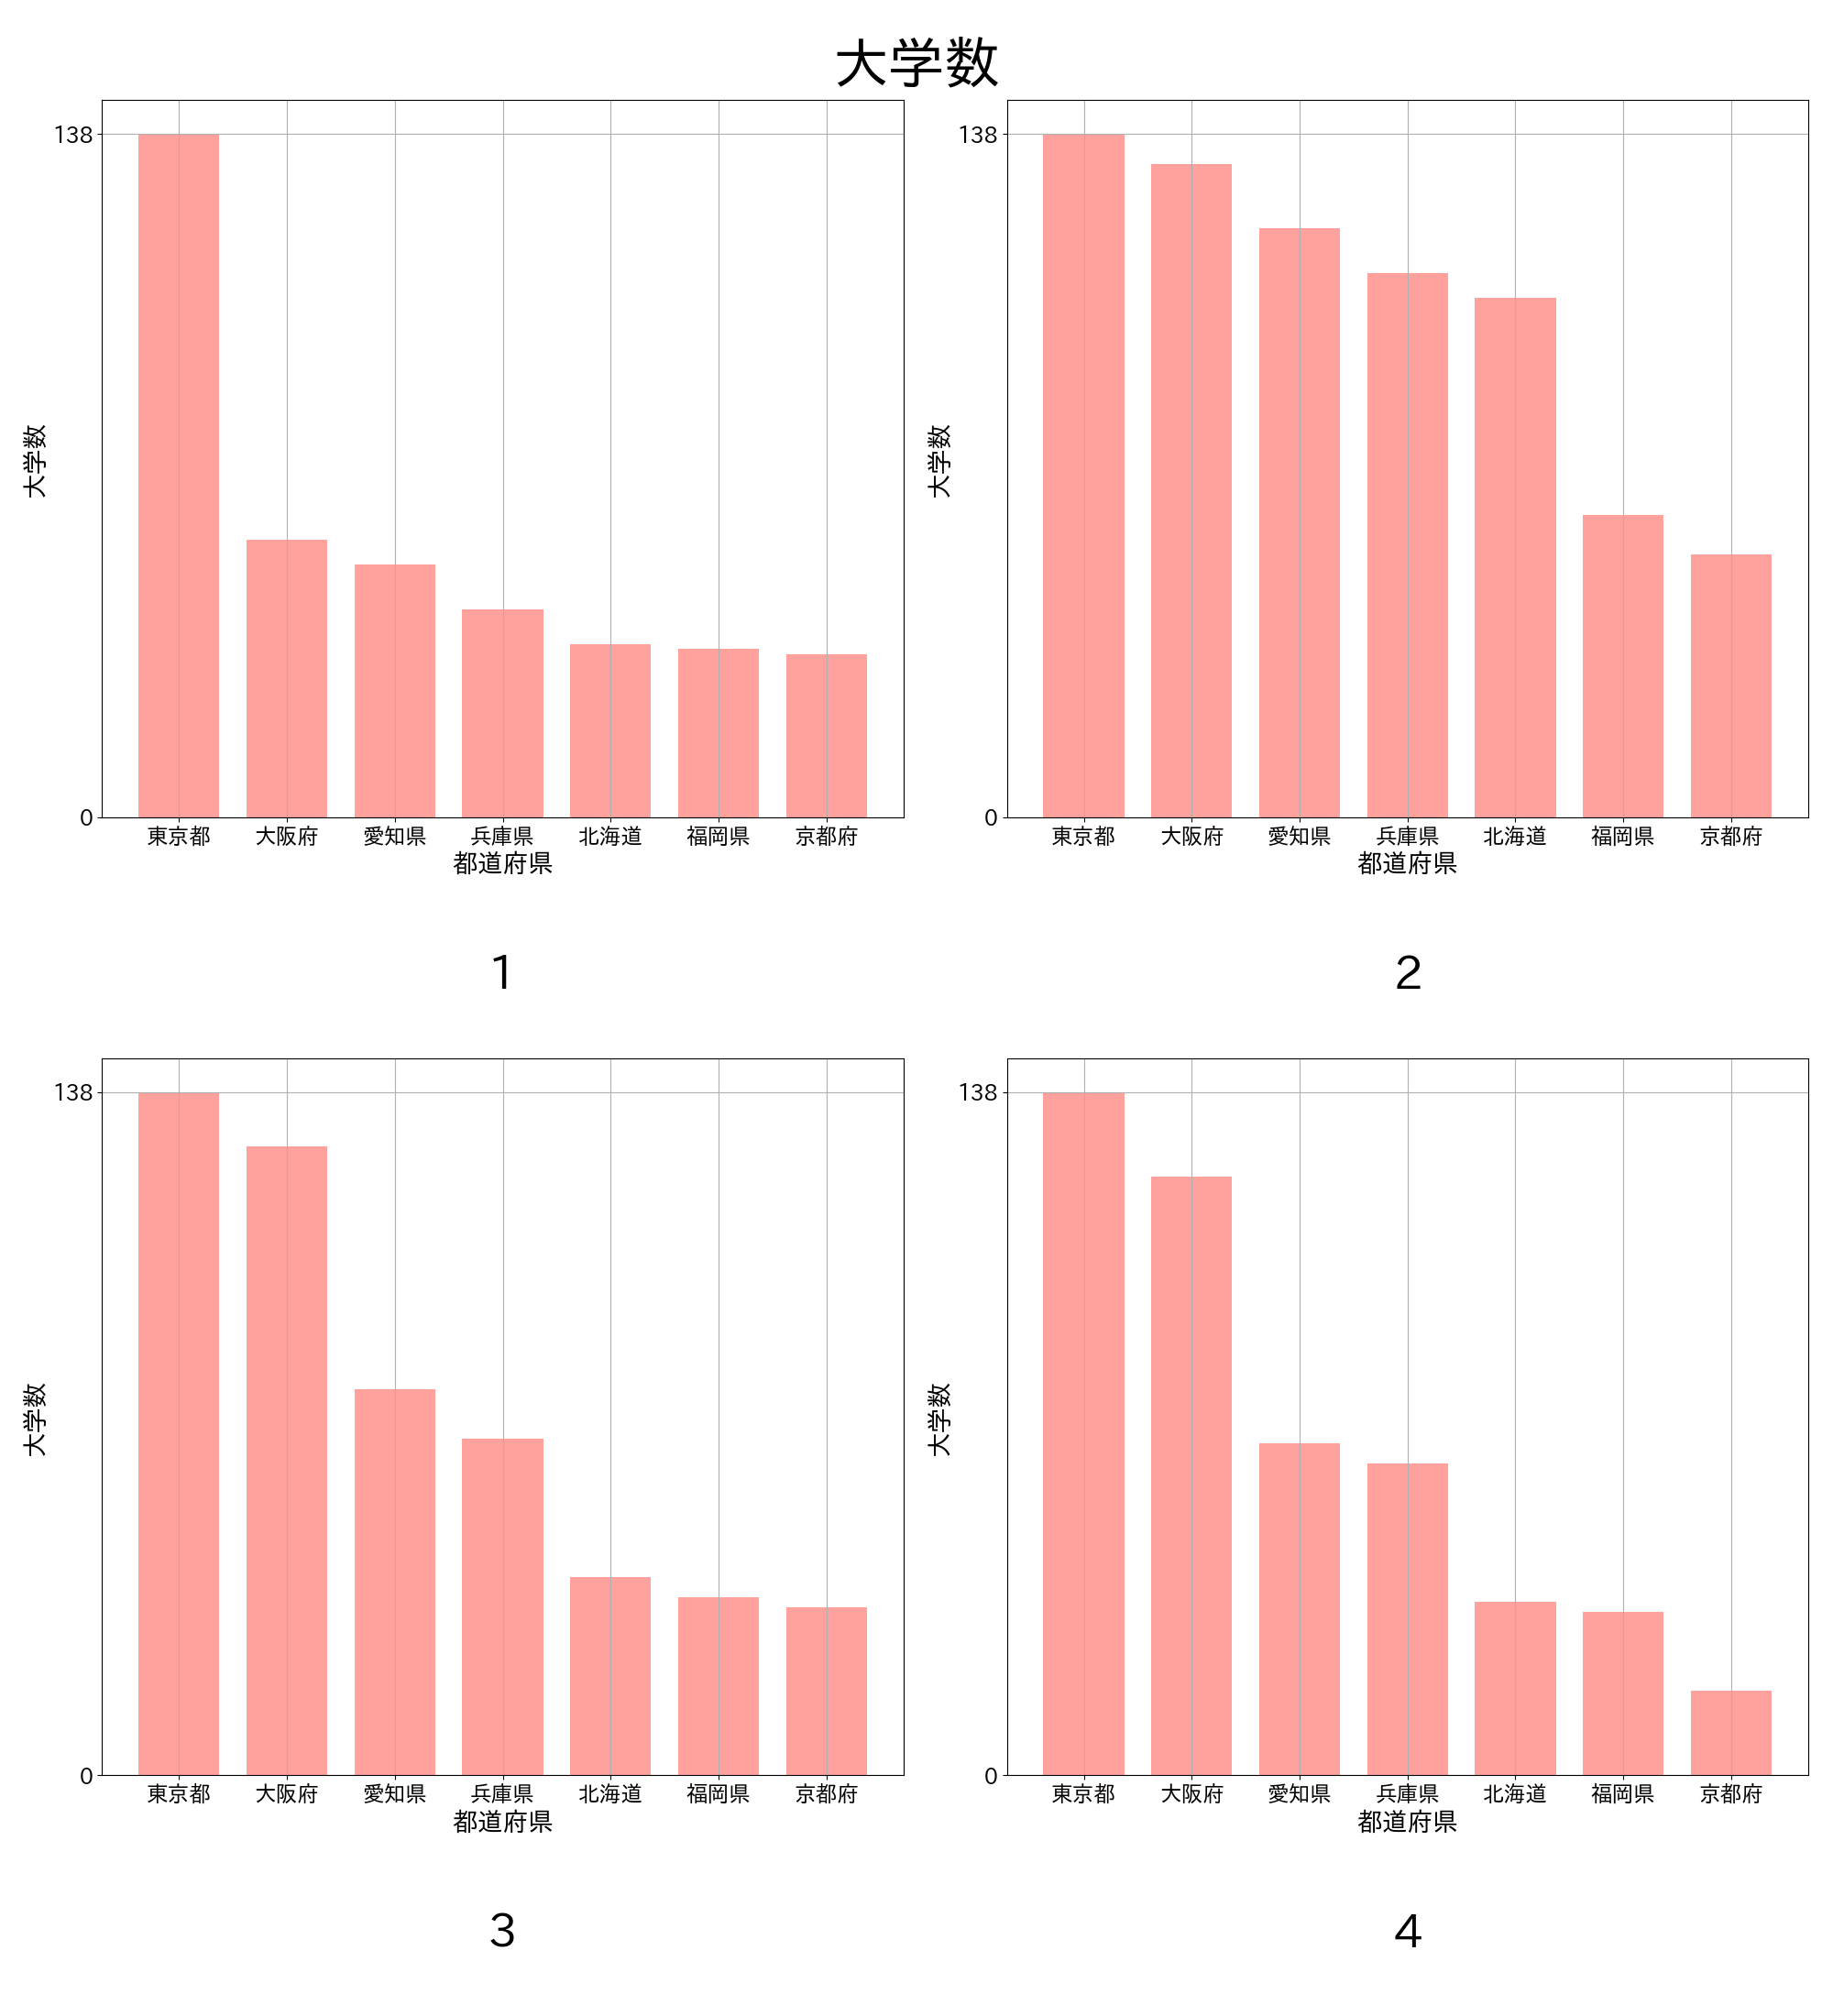 大学数
138
0
大学数
東京都 大阪府 愛知県 兵庫県 北海道 福岡県 京都府
都道府県
1
138
0
大学数
東京都 大阪府 愛知県 兵庫県 北海道 福岡県 京都府
都道府県
2
138
0
大学数
東京都 大阪府 愛知県 兵庫県 北海道 福岡県 京都府
都道府県
3
138
0
大学数
東京都 大阪府 愛知県 兵庫県 北海道 福岡県 京都府
都道府県
4